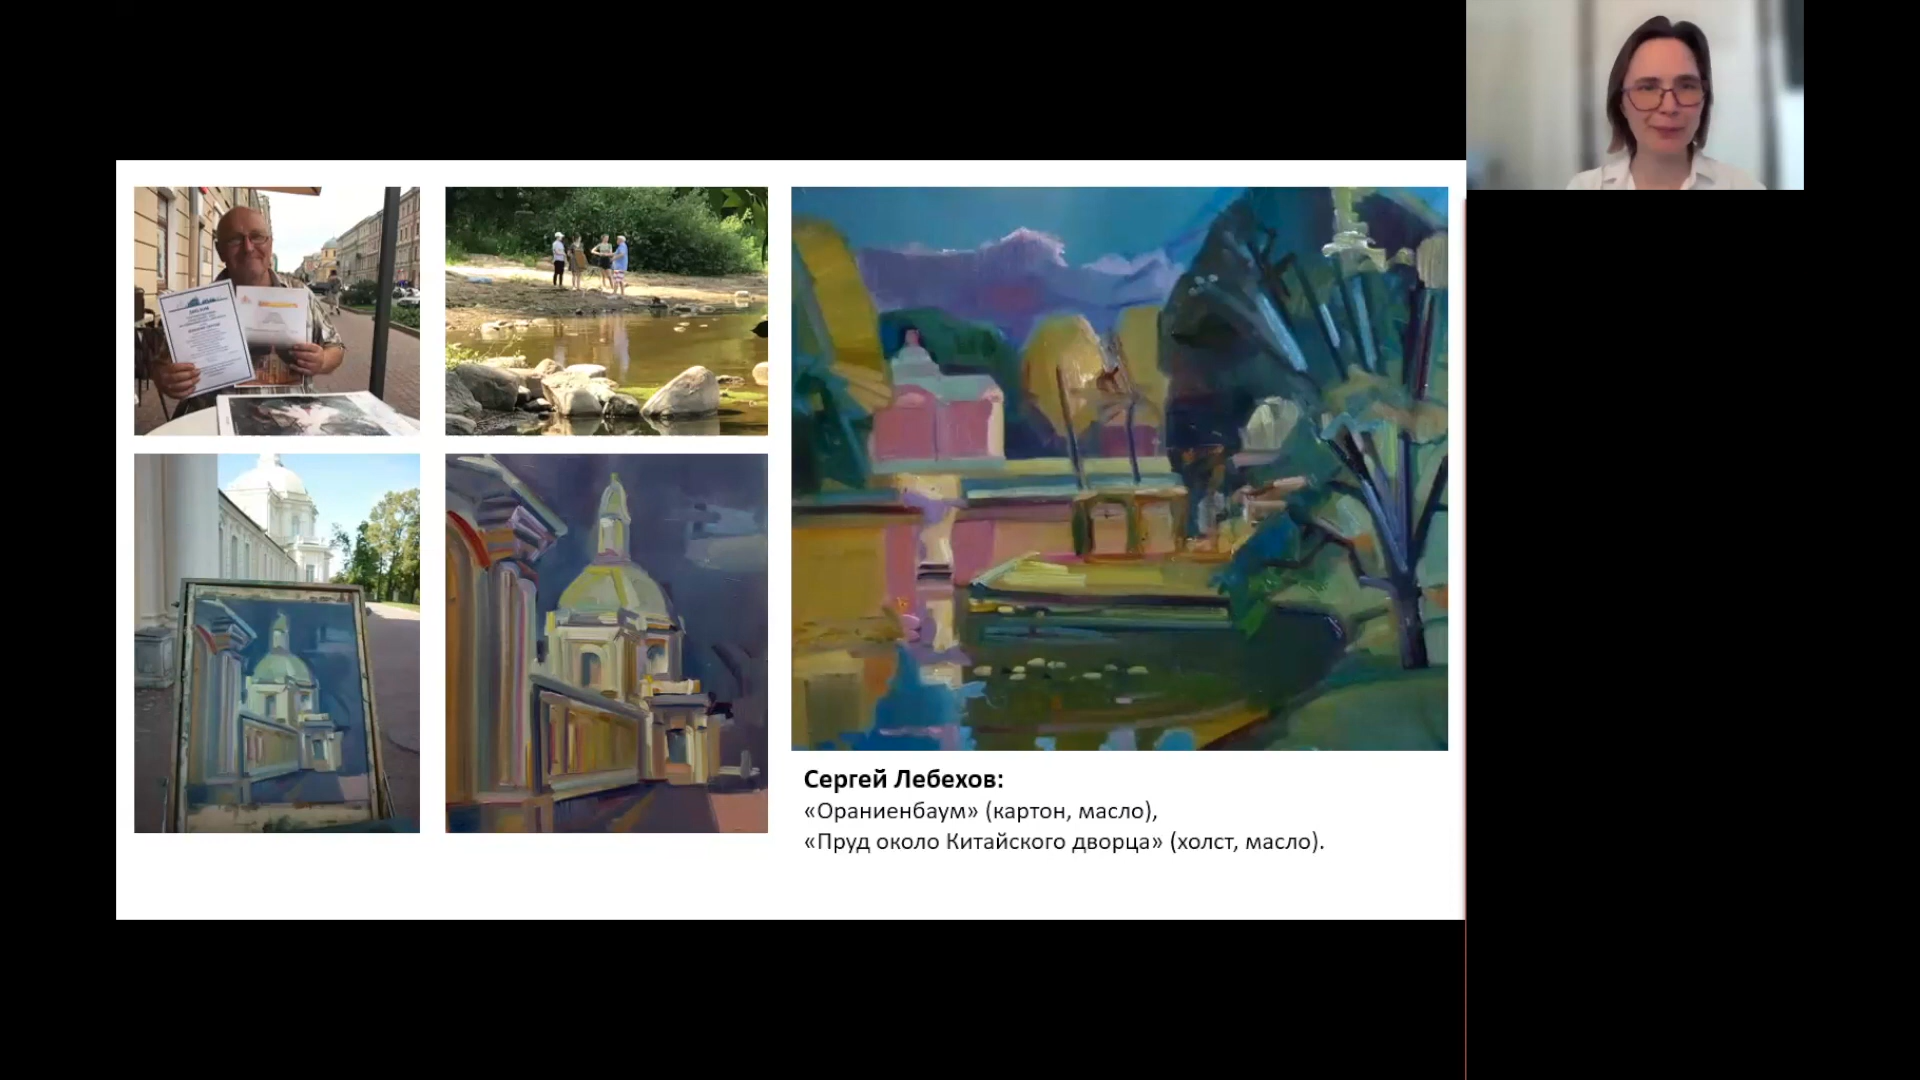 Сергей Лебехов:
«Ораниенбаум» (картон, масло),
«Пруд около Китайского дворца» (холст, масло).